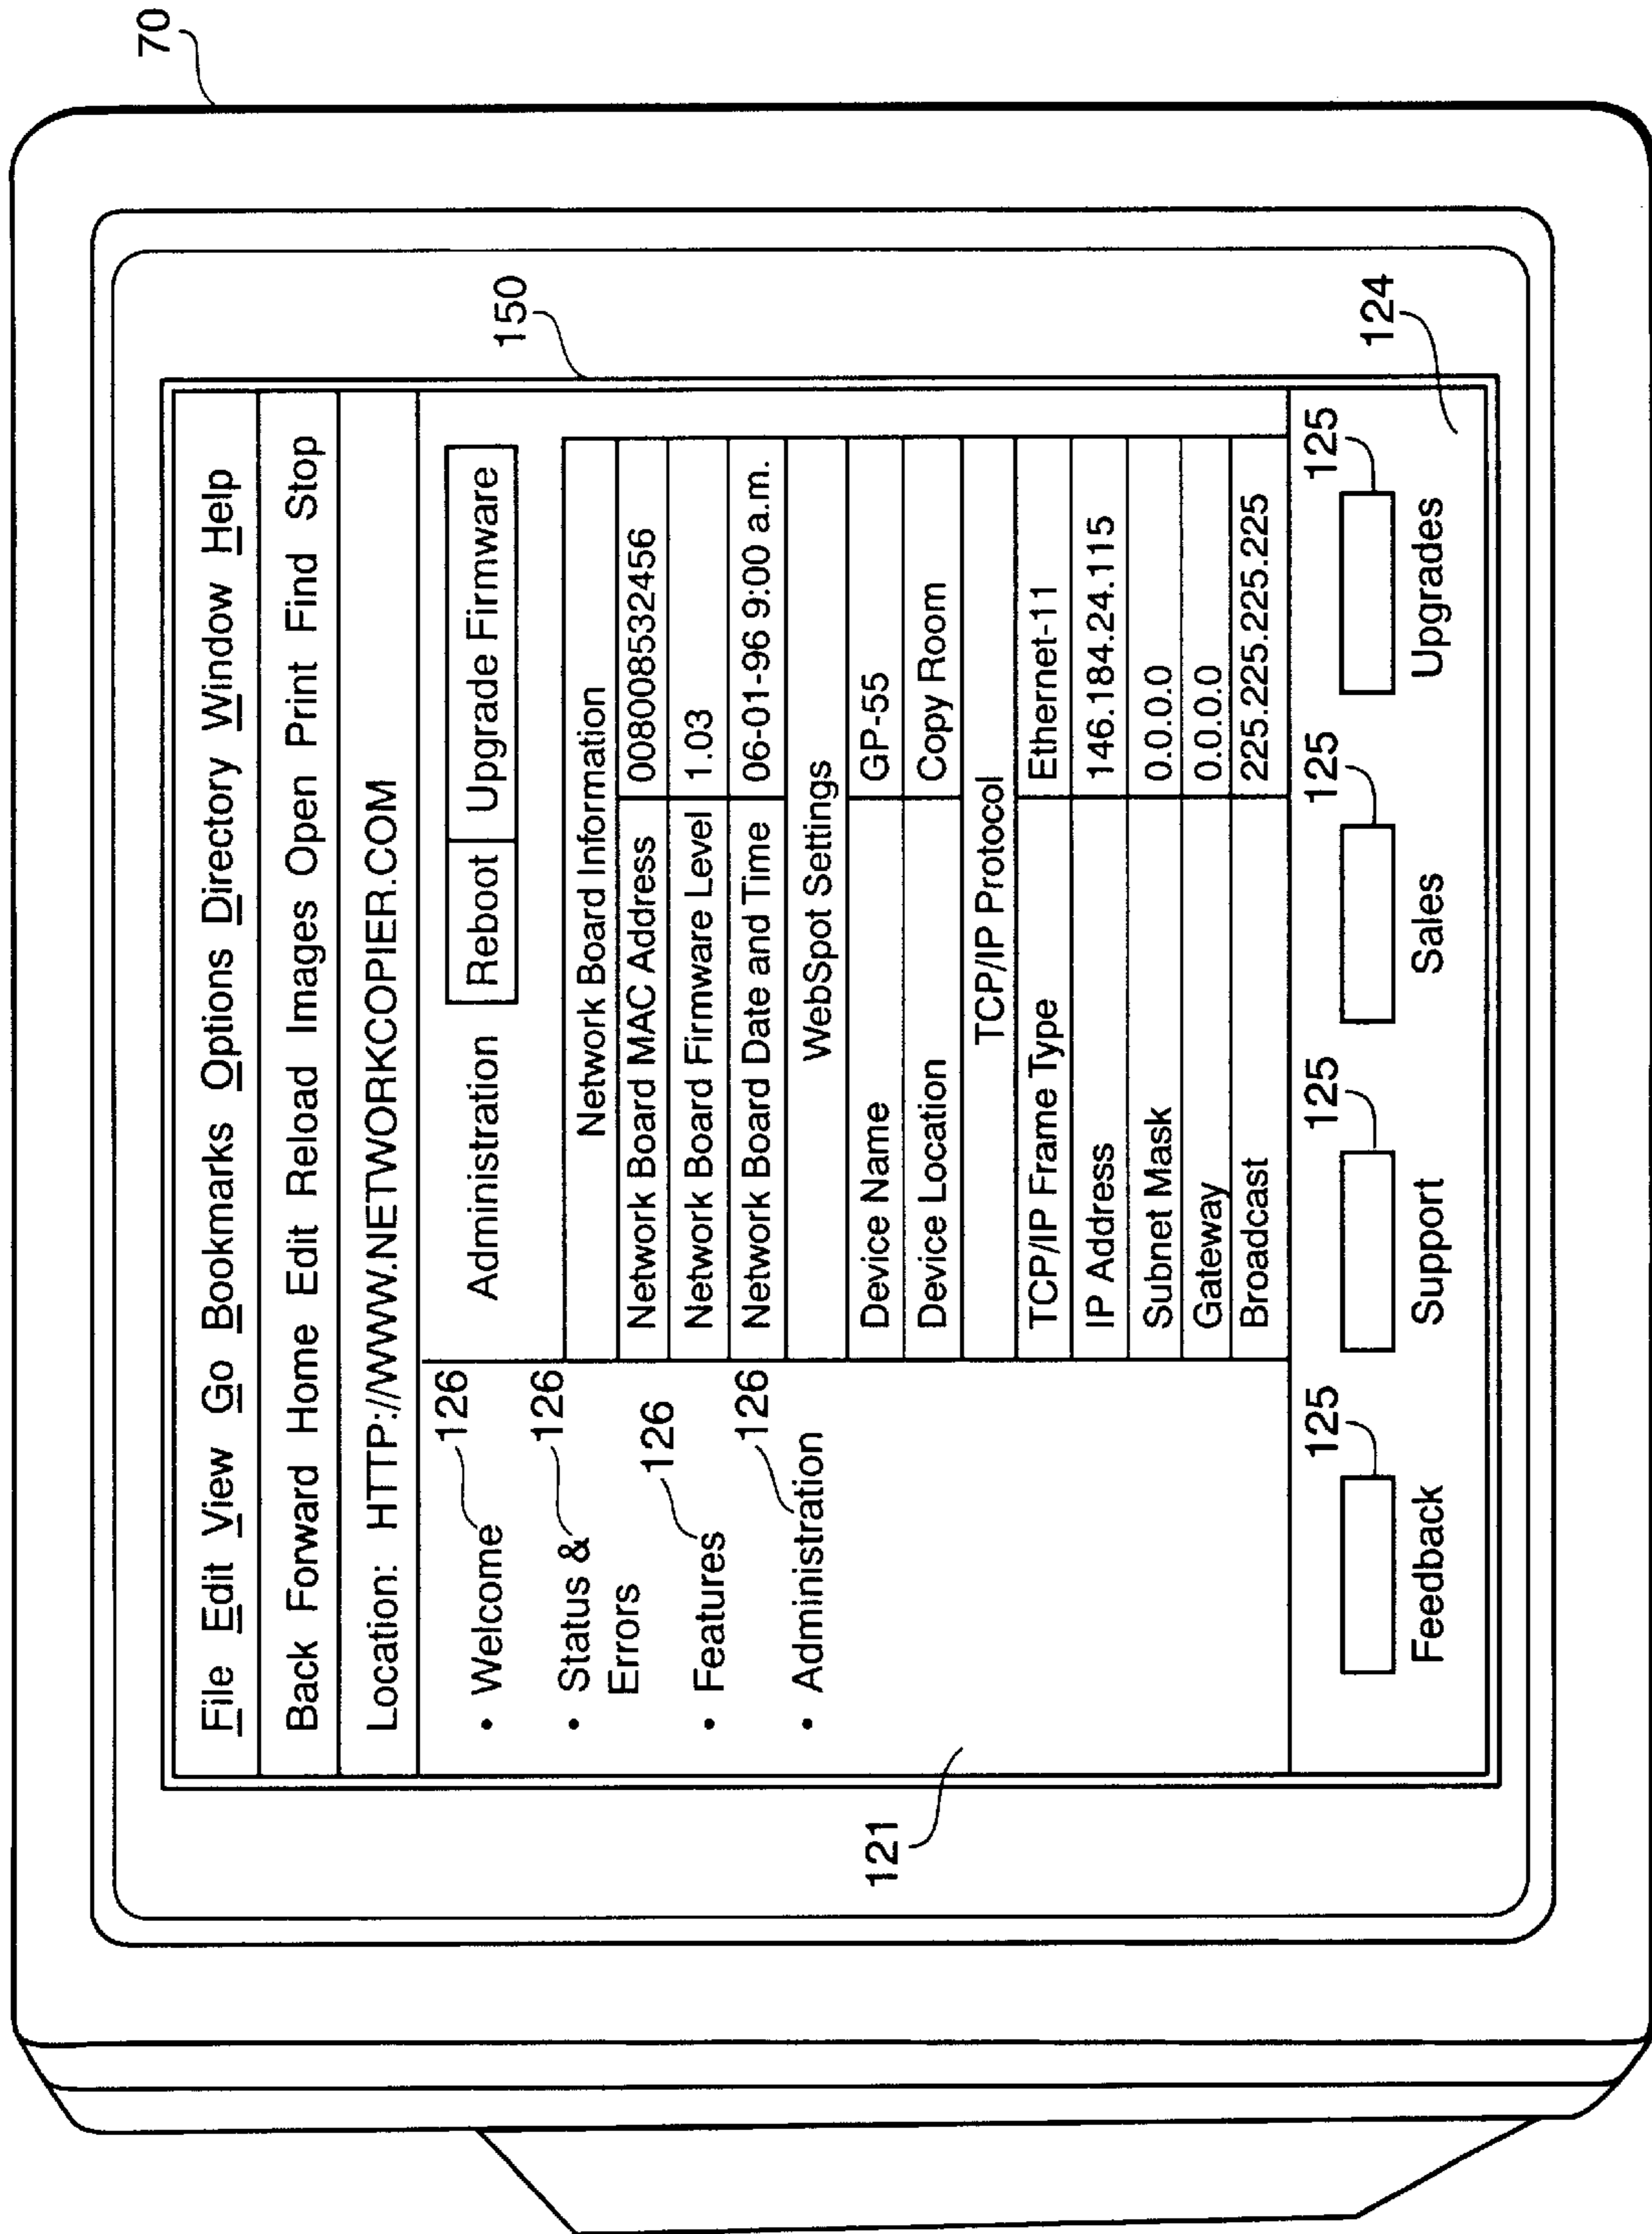 70
File Edit View Go Bookmarks Options Directory Window Help
Back Forward Home Edit Reload Images Open Print Find Stop
Location: HTTP://WWW.NETWORKCOPIER.COM
150
• Welcome 126
• Status & Errors 126
• Features 126
• Administration 126
121
Administration Reboot Upgrade Firmware
Network Board Information
Network Board MAC Address 008008532456
Network Board Firmware Level 1.03
Network Board Date and Time 06-01-96 9:00 a.m.
WebSpot Settings
Device Name GP-55
Device Location Copy Room
TCP/IP Protocol
TCP/IP Frame Type Ethernet-11
IP Address 146.184.24.115
Subnet Mask 0.0.0.0
Gateway 0.0.0.0
Broadcast 225.225.225.225
125 125 125 125 124
Feedback Support Sales Upgrades